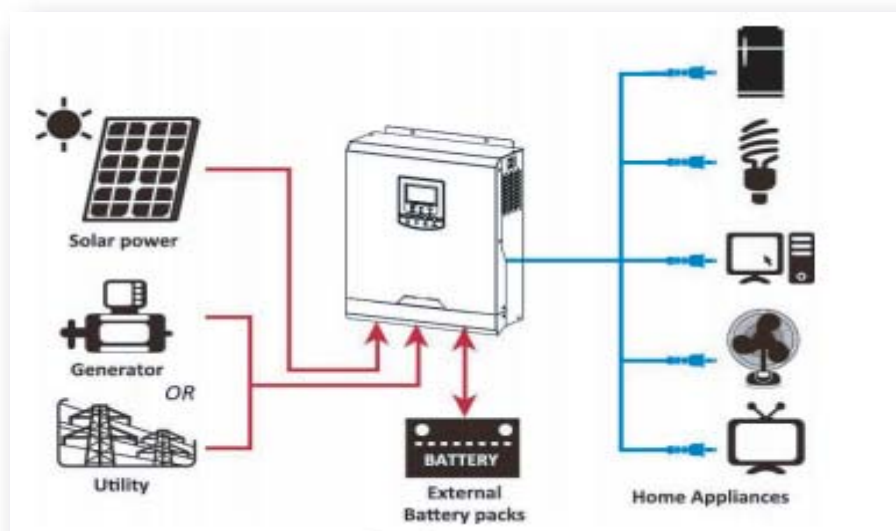 Solar power
Generator
OR
Utility
BATTERY
External
Battery packs
Home Appliances